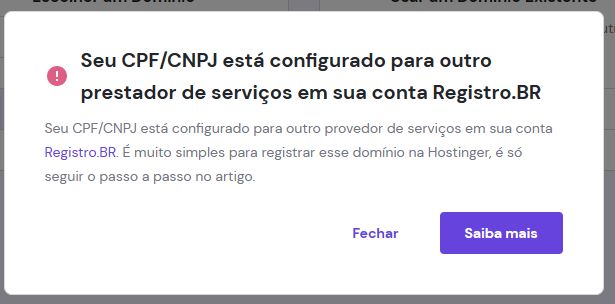 Seu CPF/CNPJ está configurado para outro
prestador de serviços em sua conta Registro.BR
Seu CPF/CNPJ está configurado para outro provedor de serviços em sua conta
Registro.BR. É muito simples para registrar esse domínio na Hostinger, é só
seguir o passo a passo no artigo.
Fechar Saiba mais